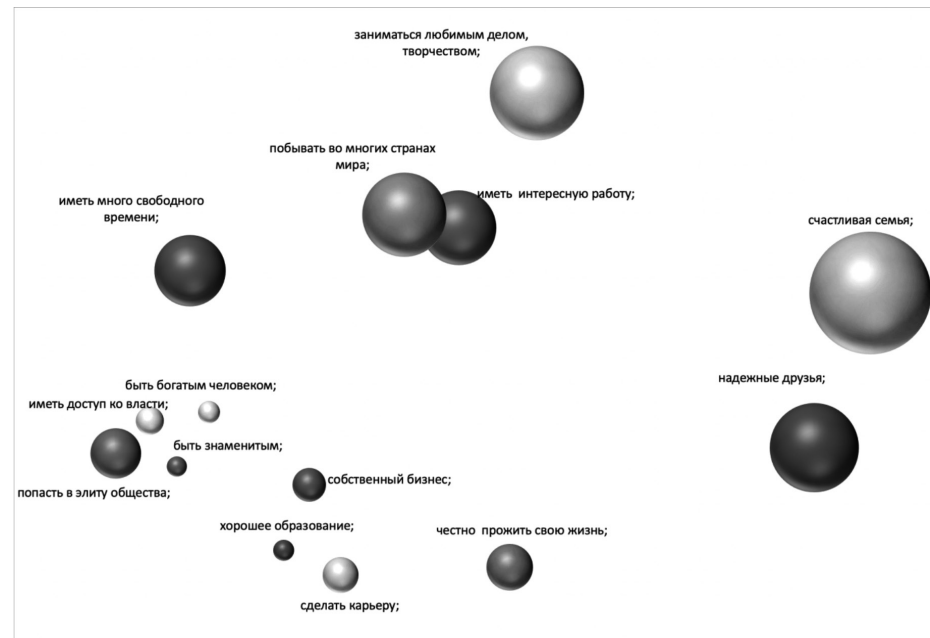 заниматься любимым делом,
творчеством;
побывать во многих странах
мира;
иметь интересную работу;
иметь много свободного
времени;
счастливая семья;
надежные друзья;
быть богатым человеком;
иметь доступ ко власти;
быть знаменитым;
попасть в элиту общества;
собственный бизнес;
хорошее образование;
честно прожить свою жизнь;
сделать карьеру;